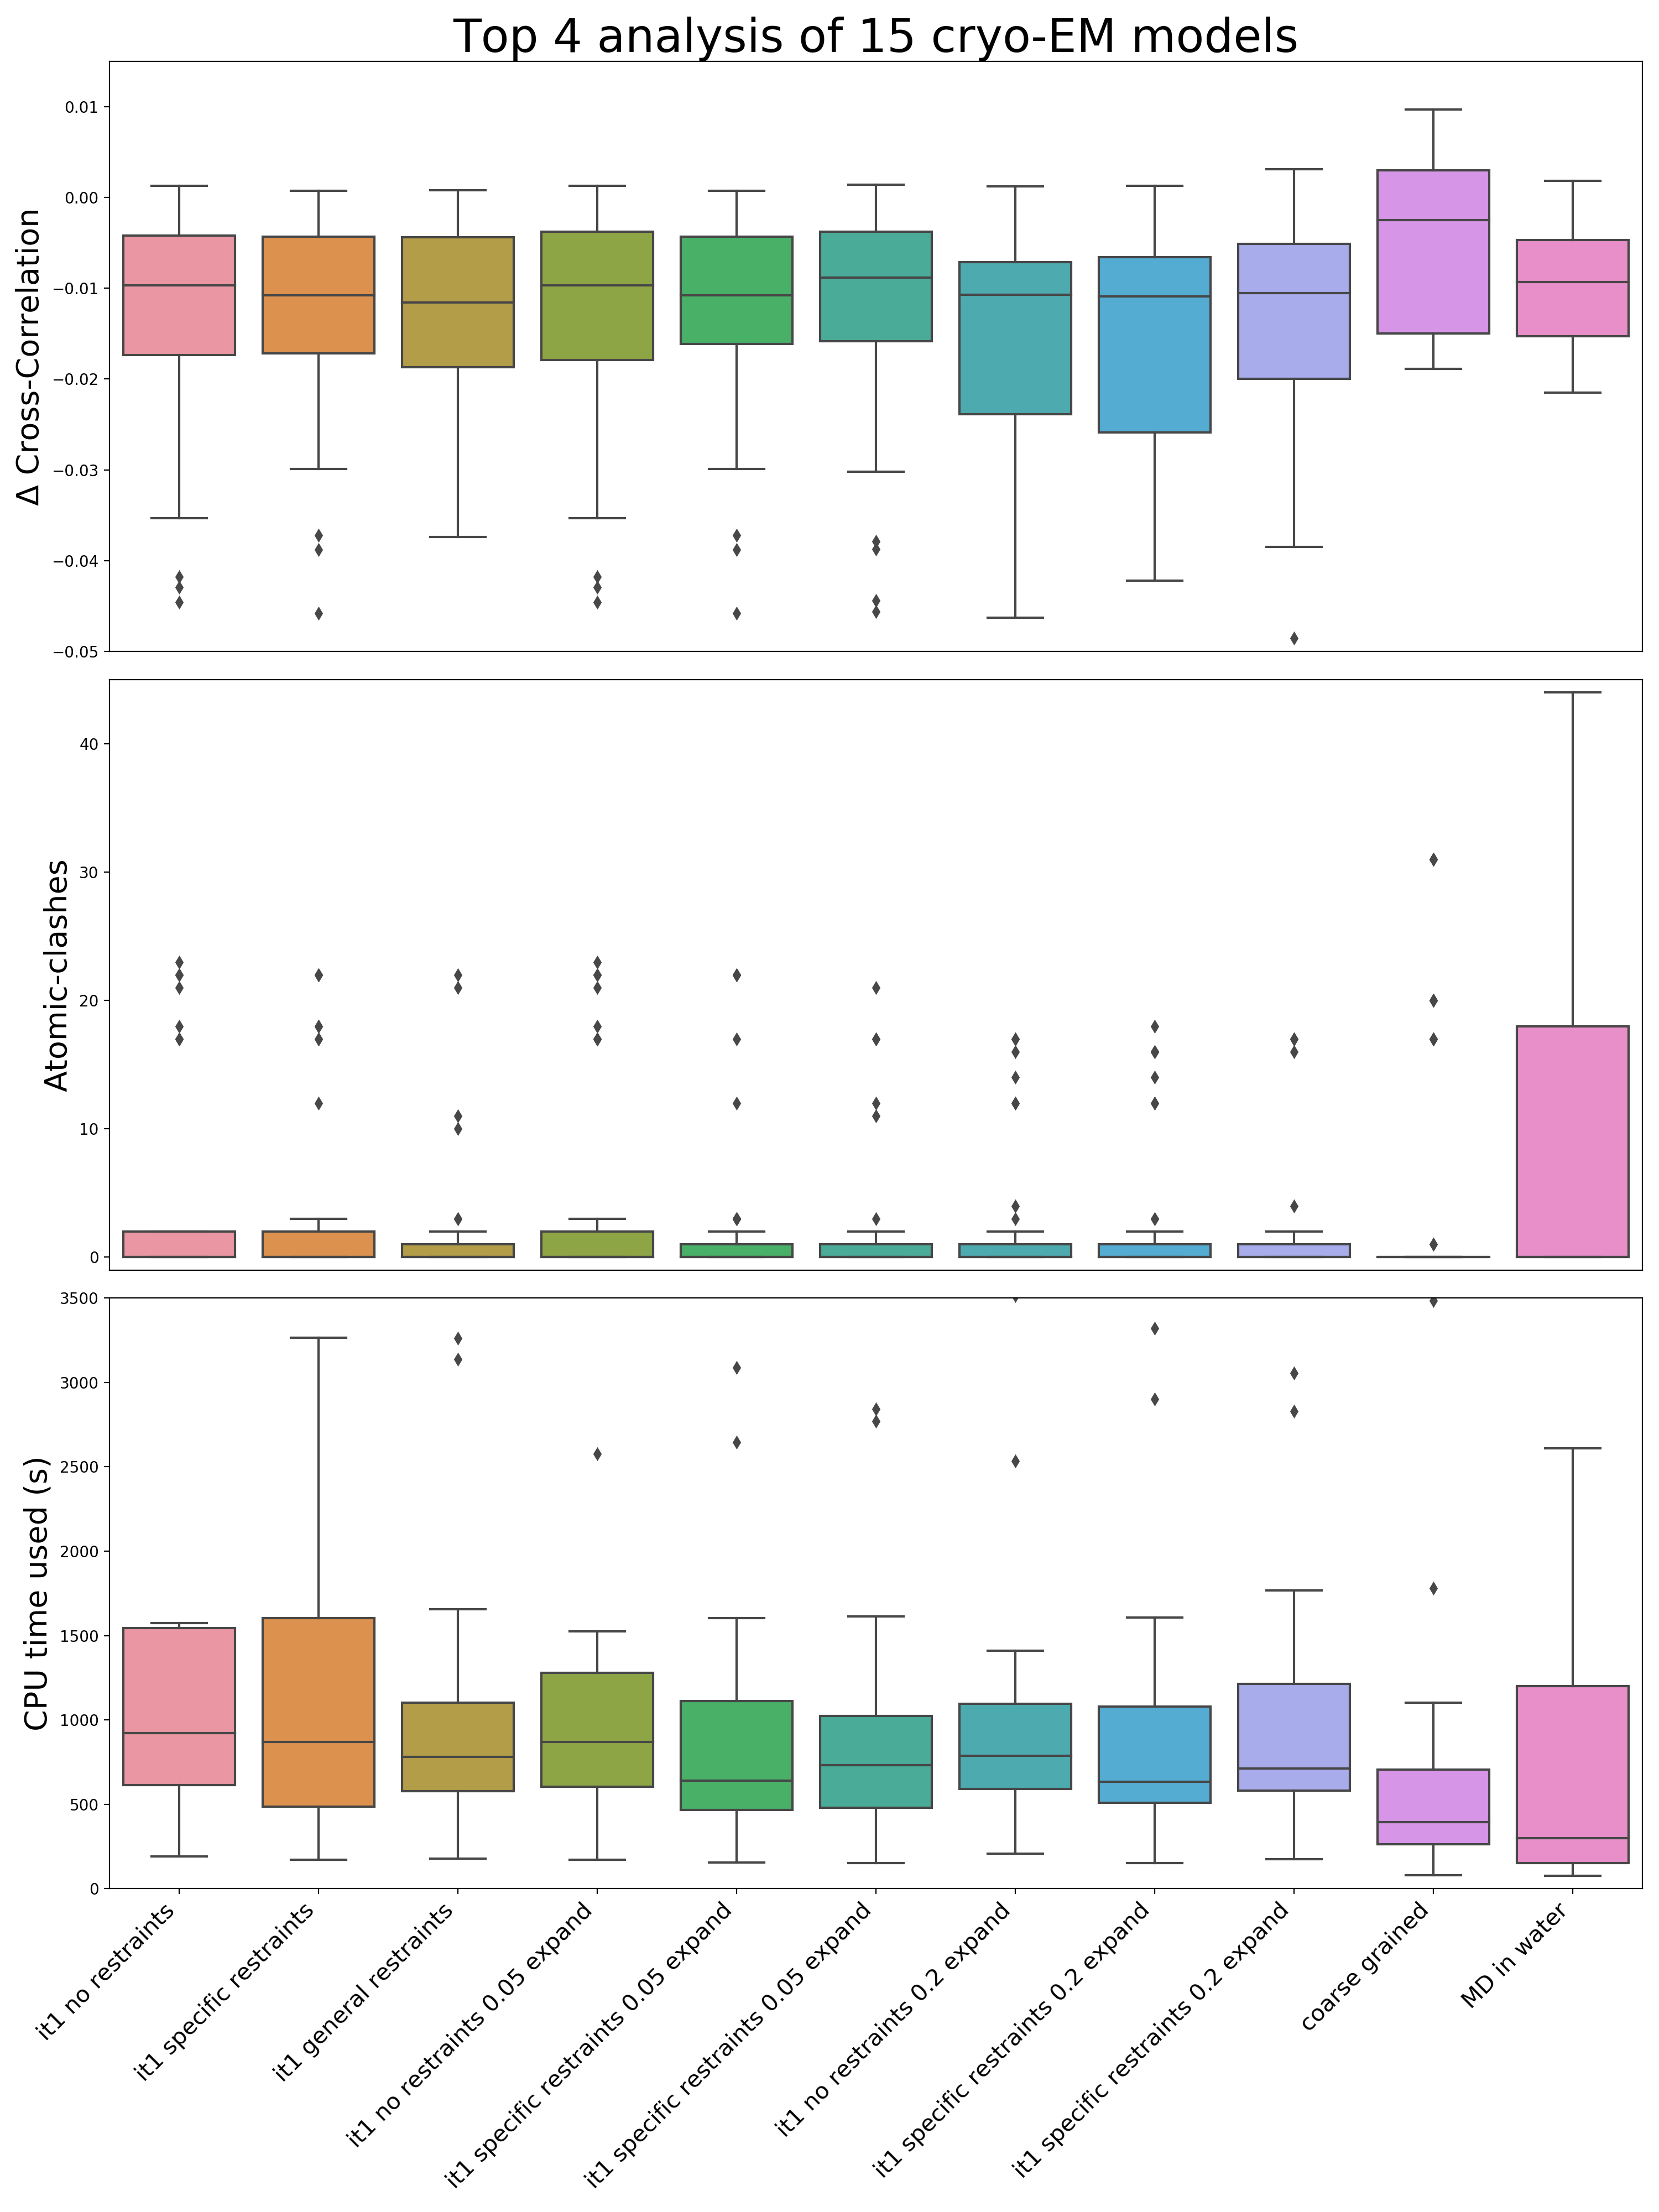 Top 4 analysis of 15 cryo-EM models
Δ Cross-Correlation
0.01
0.00
−0.01
−0.02
−0.03
−0.04
−0.05
Atomic-clashes
40
30
20
10
0
CPU time used (s)
3500
3000
2500
2000
1500
1000
500
0
it1 no restraints
it1 specific restraints
it1 general restraints
it1 no restraints 0.05 expand
it1 specific restraints 0.05 expand
it1 specific restraints 0.05 expand
it1 no restraints 0.2 expand
it1 specific restraints 0.2 expand
it1 specific restraints 0.2 expand
coarse grained
MD in water